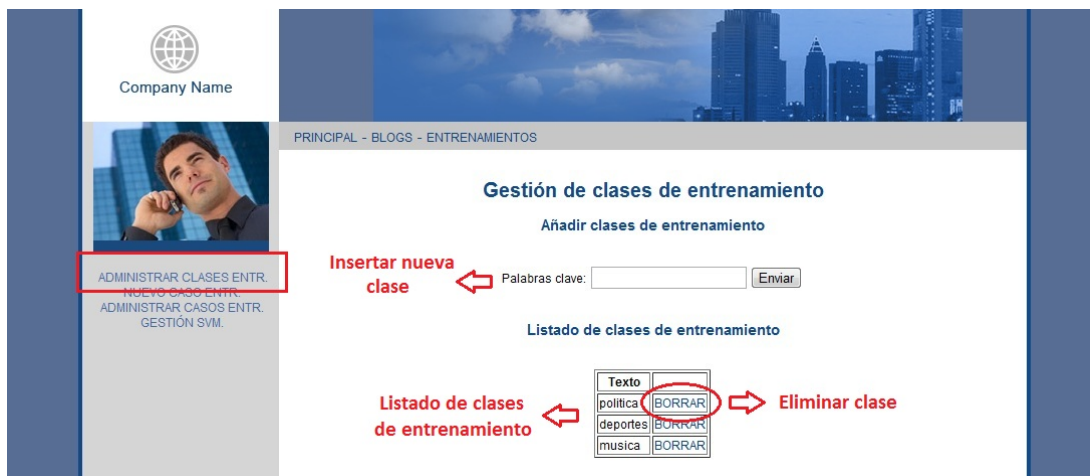 Company Name
PRINCIPAL - BLOGS - ENTRENAMIENTOS
ADMINISTRAR CLASES ENTR.
NUEVO CASO ENTR.
ADMINISTRAR CASOS ENTR.
GESTIÓN SVM.
Gestión de clases de entrenamiento
Añadir clases de entrenamiento
Insertar nueva
clase
Palabras clave:
Enviar
Listado de clases de entrenamiento
Texto
politica BORRAR
deportes BORRAR
musica BORRAR
Listado de clases
de entrenamiento
Eliminar clase